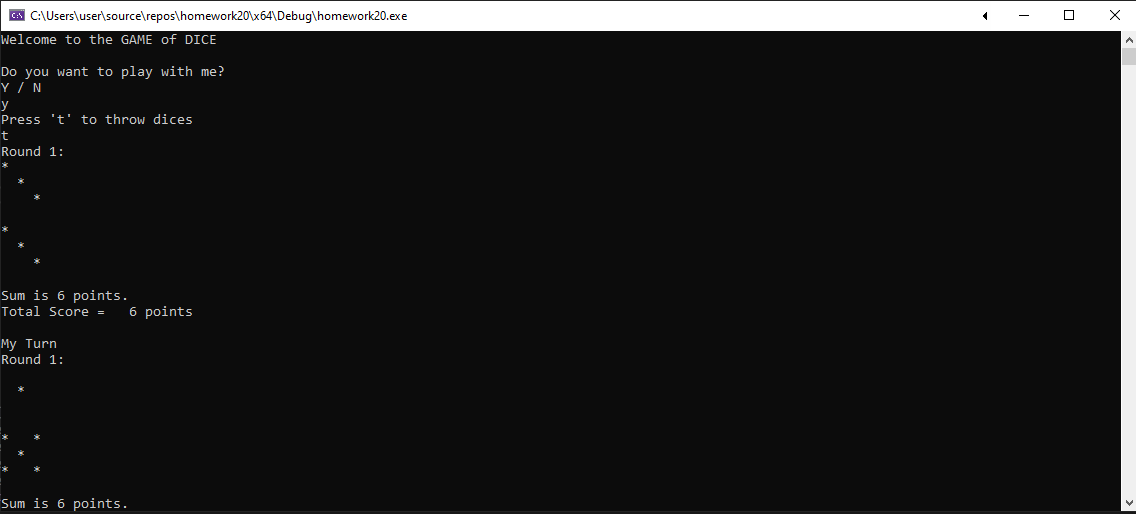 C:\Users\user\source\repos\homework20\x64\Debug\homework20.exe
Welcome to the GAME of DICE
Do you want to play with me?
Y / N
y
Press 't' to throw dices
t
Round 1:
*
  *
    *
*
  *
    *
Sum is 6 points.
Total Score =   6 points
My Turn
Round 1:
  *
*   *
  *
*   *
Sum is 6 points.